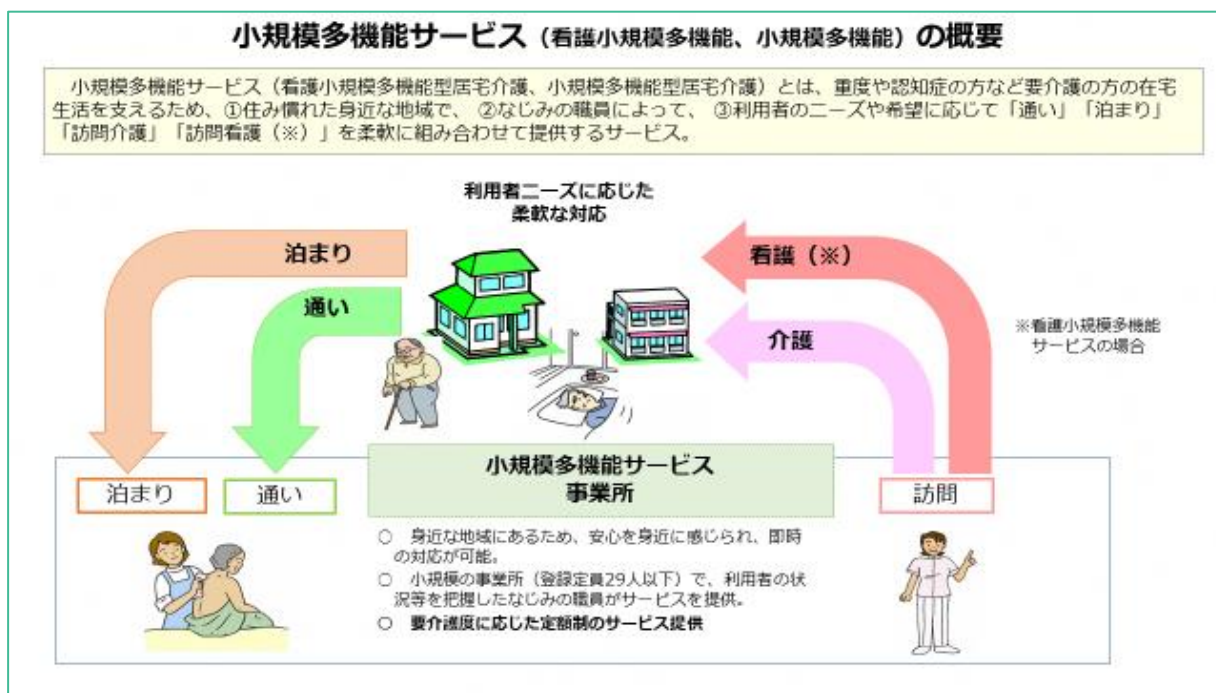 小規模多機能サービス（看護小規模多機能、小規模多機能）の概要
小規模多機能サービス（看護小規模多機能型居宅介護、小規模多機能型居宅介護）とは、重度や認知症の方など要介護の方の在宅
生活を支えるため、①住み慣れた身近な地域で、②なじみの職員によって、③利用者のニーズや希望に応じて「通い」「泊まり」
「訪問介護」「訪問看護（※）」を柔軟に組み合わせて提供するサービス。
利用者ニーズに応じた
柔軟な対応
泊まり
通い
看護（※）
介護
※看護小規模多機能
サービスの場合
泊まり
通い
小規模多機能サービス
事業所
訪問
○　身近な地域にあるため、安心を身近に感じられ、即時
の対応が可能。
○　小規模の事業所（登録定員29人以下）で、利用者の状
況等を把握したなじみの職員がサービスを提供。
○　要介護度に応じた定額制のサービス提供